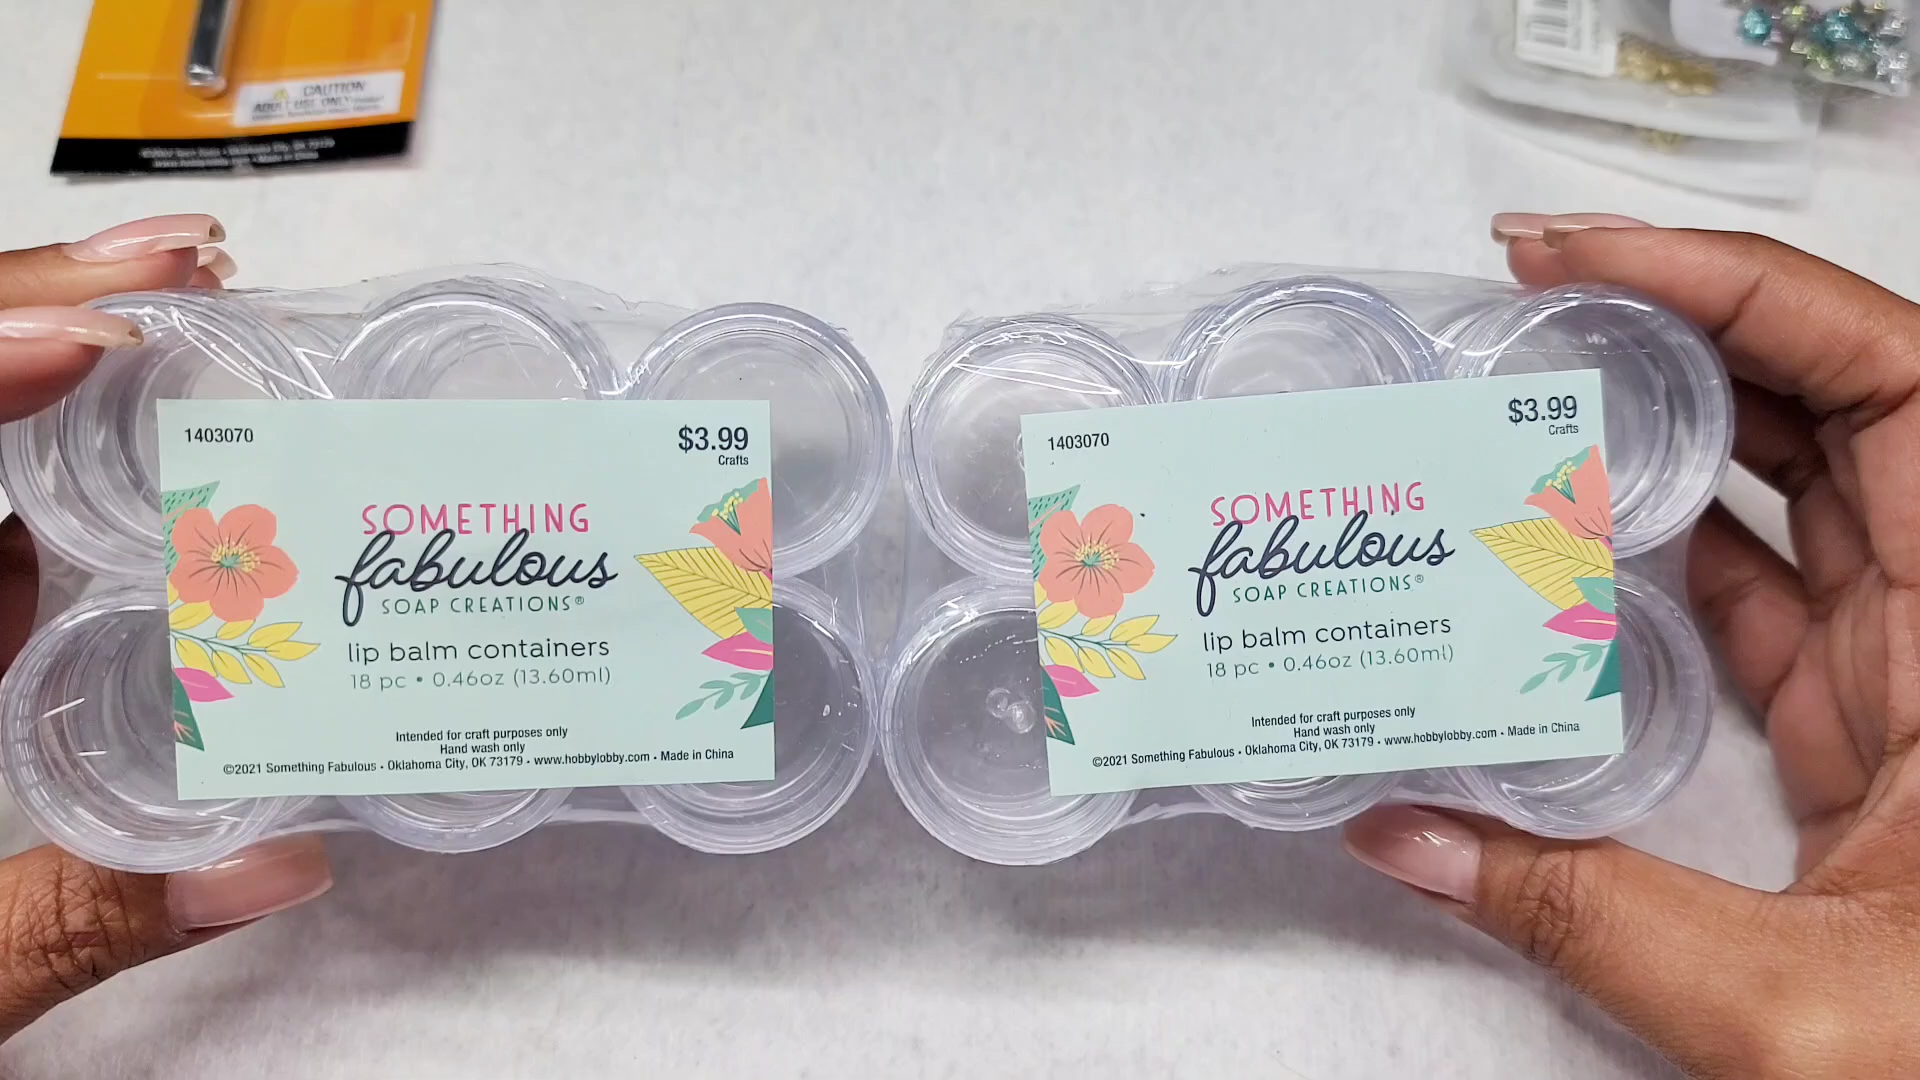 CAUTION
ADULT USE ONLY
1403070
$3.99
Crafts
SOMETHING
fabulous
SOAP CREATIONS®
lip balm containers
18 pc • 0.46oz (13.60ml)
Intended for craft purposes only
Hand wash only
©2021 Something Fabulous • Oklahoma City, OK 73179 • www.hobbylobby.com • Made in China
1403070
$3.99
Crafts
SOMETHING
fabulous
SOAP CREATIONS®
lip balm containers
18 pc • 0.46oz (13.60ml)
Intended for craft purposes only
Hand wash only
©2021 Something Fabulous • Oklahoma City, OK 73179 • www.hobbylobby.com • Made in China